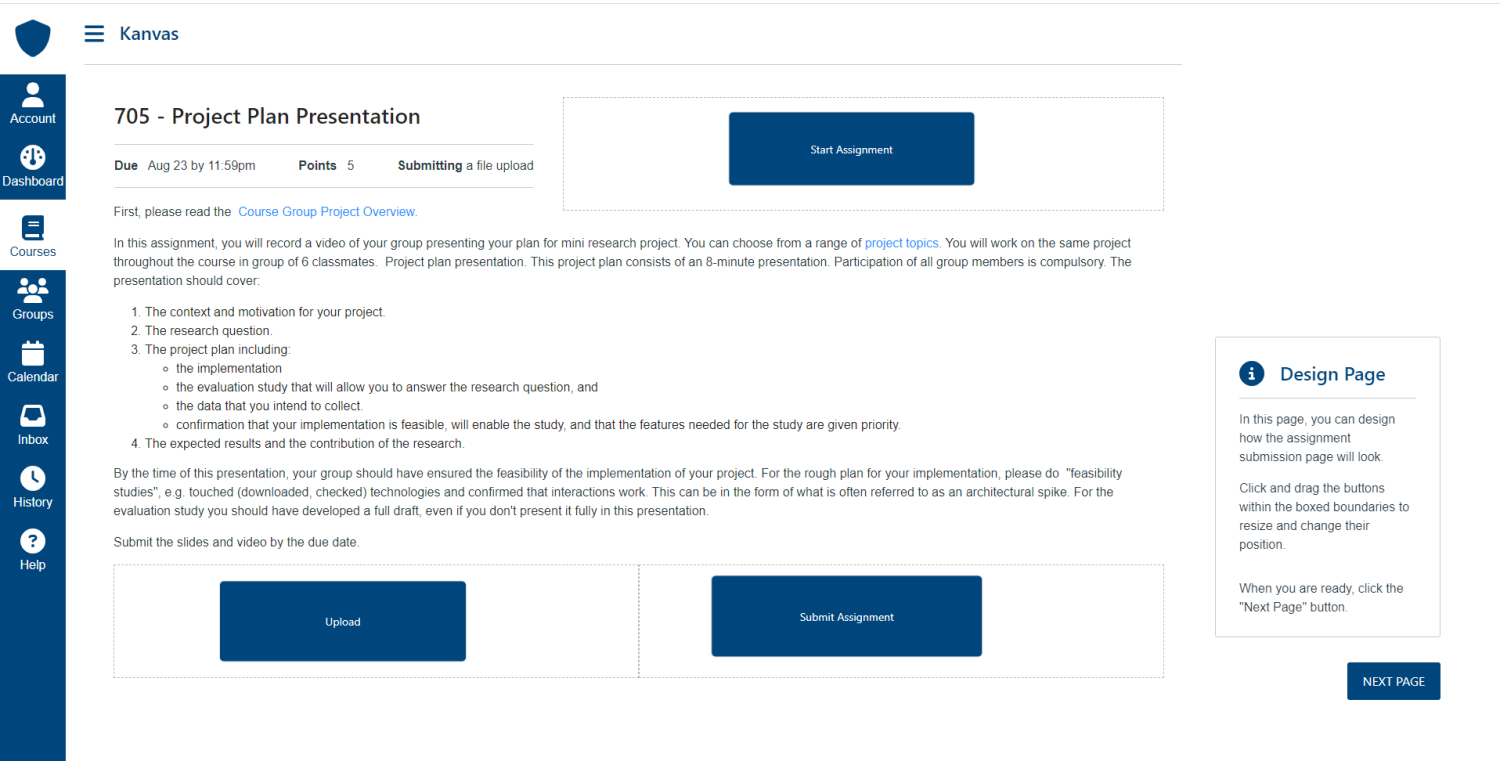 Kanvas
Account
Dashboard
Courses
Groups
Calendar
Inbox
History
Help
705 - Project Plan Presentation
Due Aug 23 by 11:59pm Points 5 Submitting a file upload
Start Assignment
First, please read the Course Group Project Overview.
In this assignment, you will record a video of your group presenting your plan for mini research project. You can choose from a range of project topics. You will work on the same project
throughout the course in group of 6 classmates. Project plan presentation. This project plan consists of an 8-minute presentation. Participation of all group members is compulsory. The
presentation should cover:
1. The context and motivation for your project.
2. The research question.
3. The project plan including:
the implementation
the evaluation study that will allow you to answer the research question, and
the data that you intend to collect.
confirmation that your implementation is feasible, will enable the study, and that the features needed for the study are given priority.
4. The expected results and the contribution of the research.
By the time of this presentation, your group should have ensured the feasibility of the implementation of your project. For the rough plan for your implementation, please do "feasibility
studies", e.g. touched (downloaded, checked) technologies and confirmed that interactions work. This can be in the form of what is often referred to as an architectural spike. For the
evaluation study you should have developed a full draft, even if you don't present it fully in this presentation.
Submit the slides and video by the due date.
Upload
Submit Assignment
Design Page
In this page, you can design
how the assignment
submission page will look.
Click and drag the buttons
within the boxed boundaries to
resize and change their
position.
When you are ready, click the
"Next Page" button.
NEXT PAGE